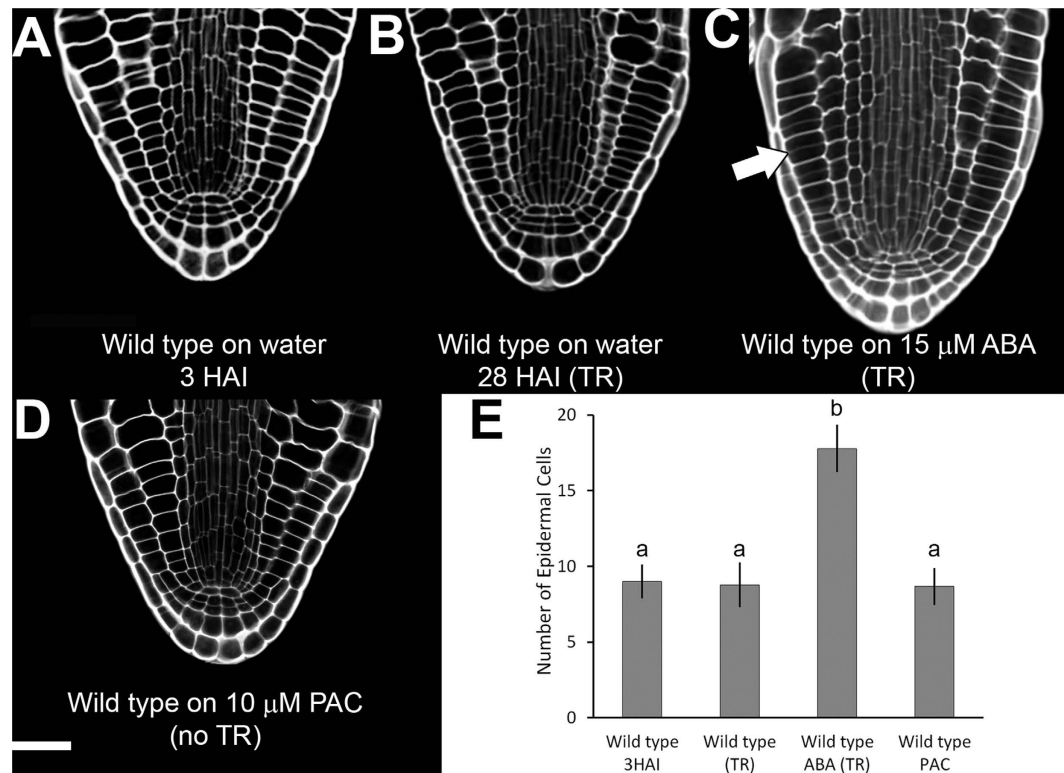 A
B
C
Wild type on water
3 HAI
Wild type on water
28 HAI (TR)
Wild type on 15 μM ABA
(TR)
D
Wild type on 10 μM PAC
(no TR)
E
Number of Epidermal Cells
20
15
10
5
0
a
a
b
a
Wild type
3HAI
Wild type
(TR)
Wild type
ABA (TR)
Wild type
PAC